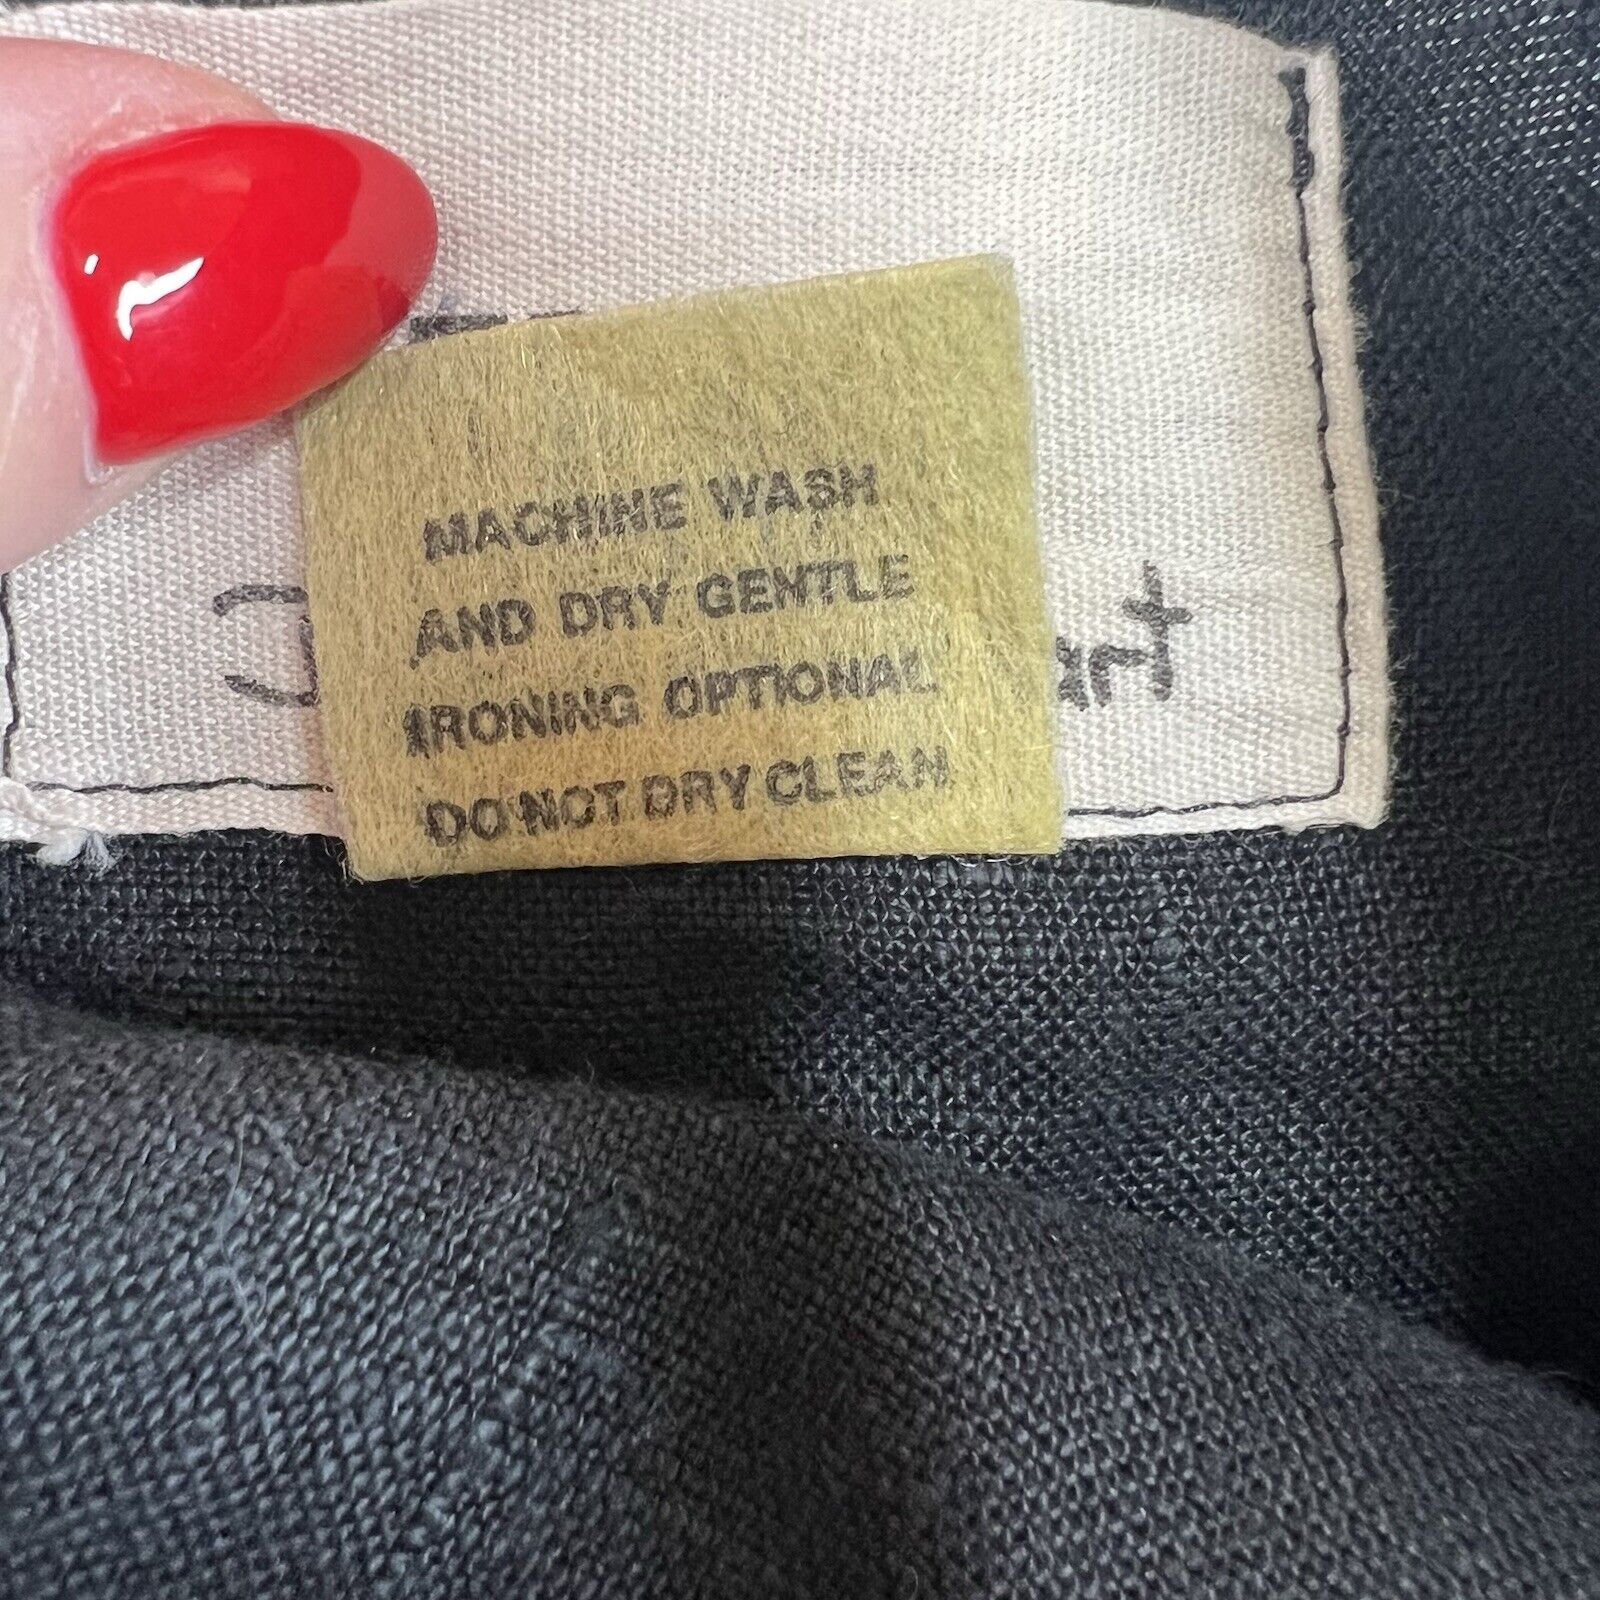 MACHINE WASH
AND DRY GENTLE
IRONING OPTIONAL
DO NOT DRY CLEAN